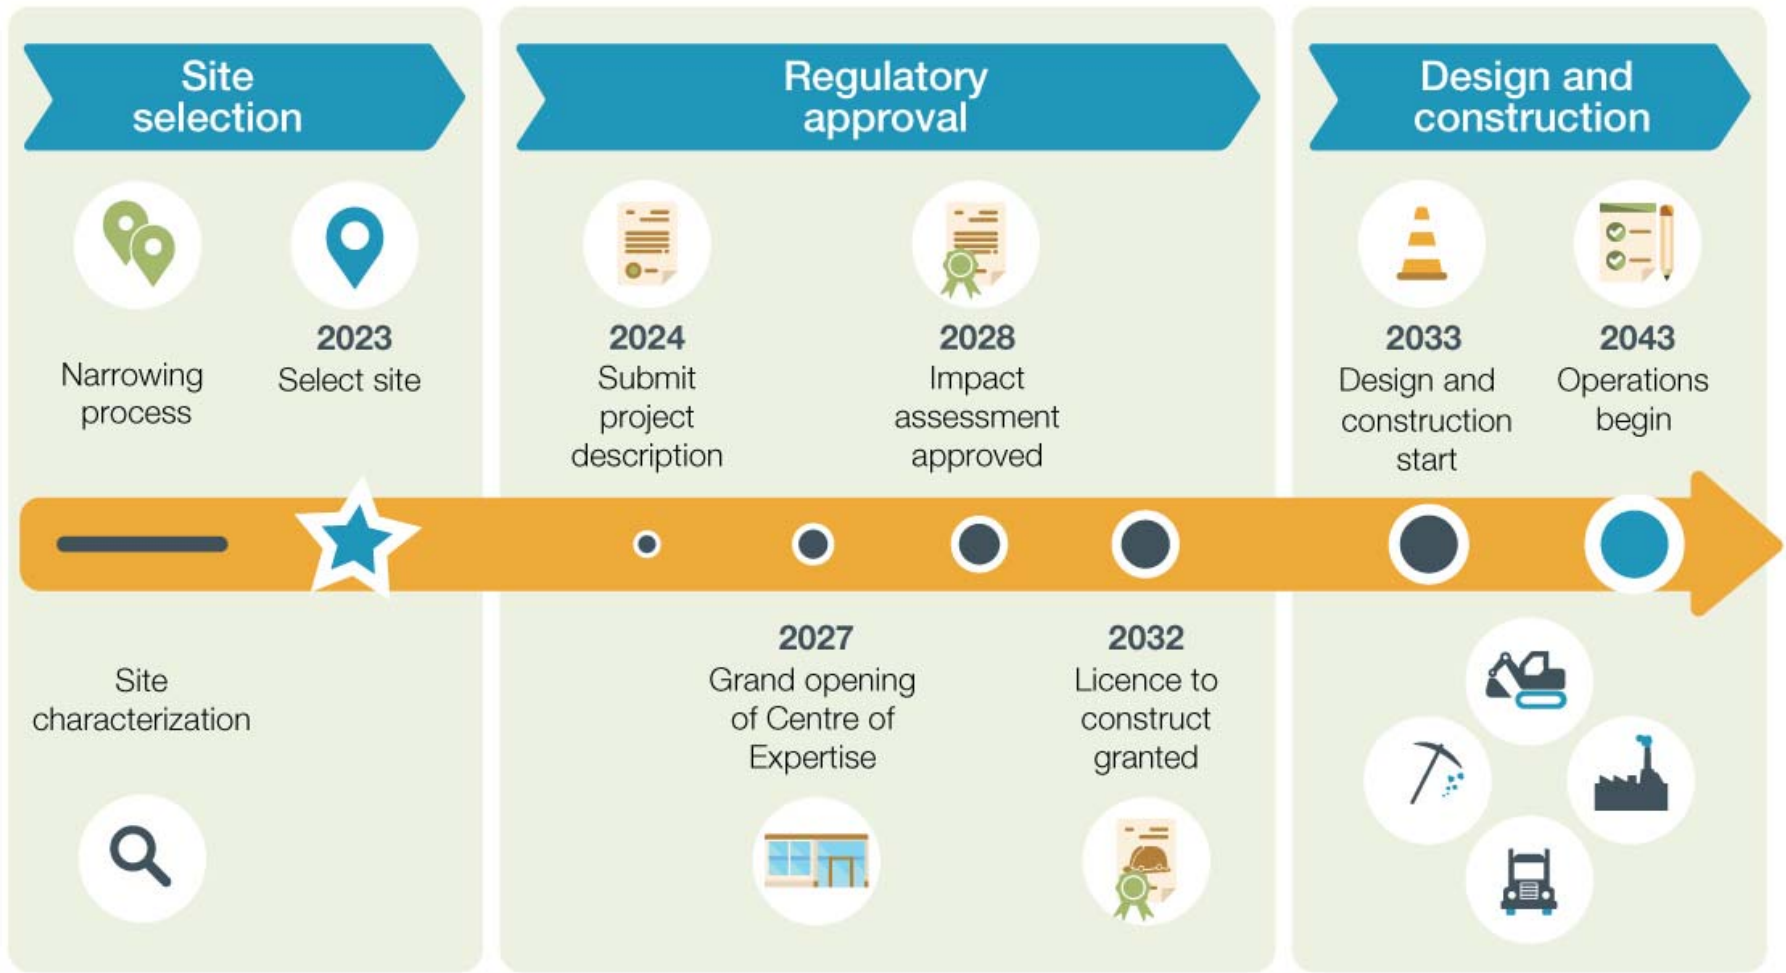 Site
selection
Narrowing
process
2023
Select site
Site
characterization
Regulatory
approval
2024
Submit
project
description
2028
Impact
assessment
approved
2027
Grand opening
of Centre of
Expertise
2032
Licence to
construct
granted
Design and
construction
2033
Design and
construction
start
2043
Operations
begin